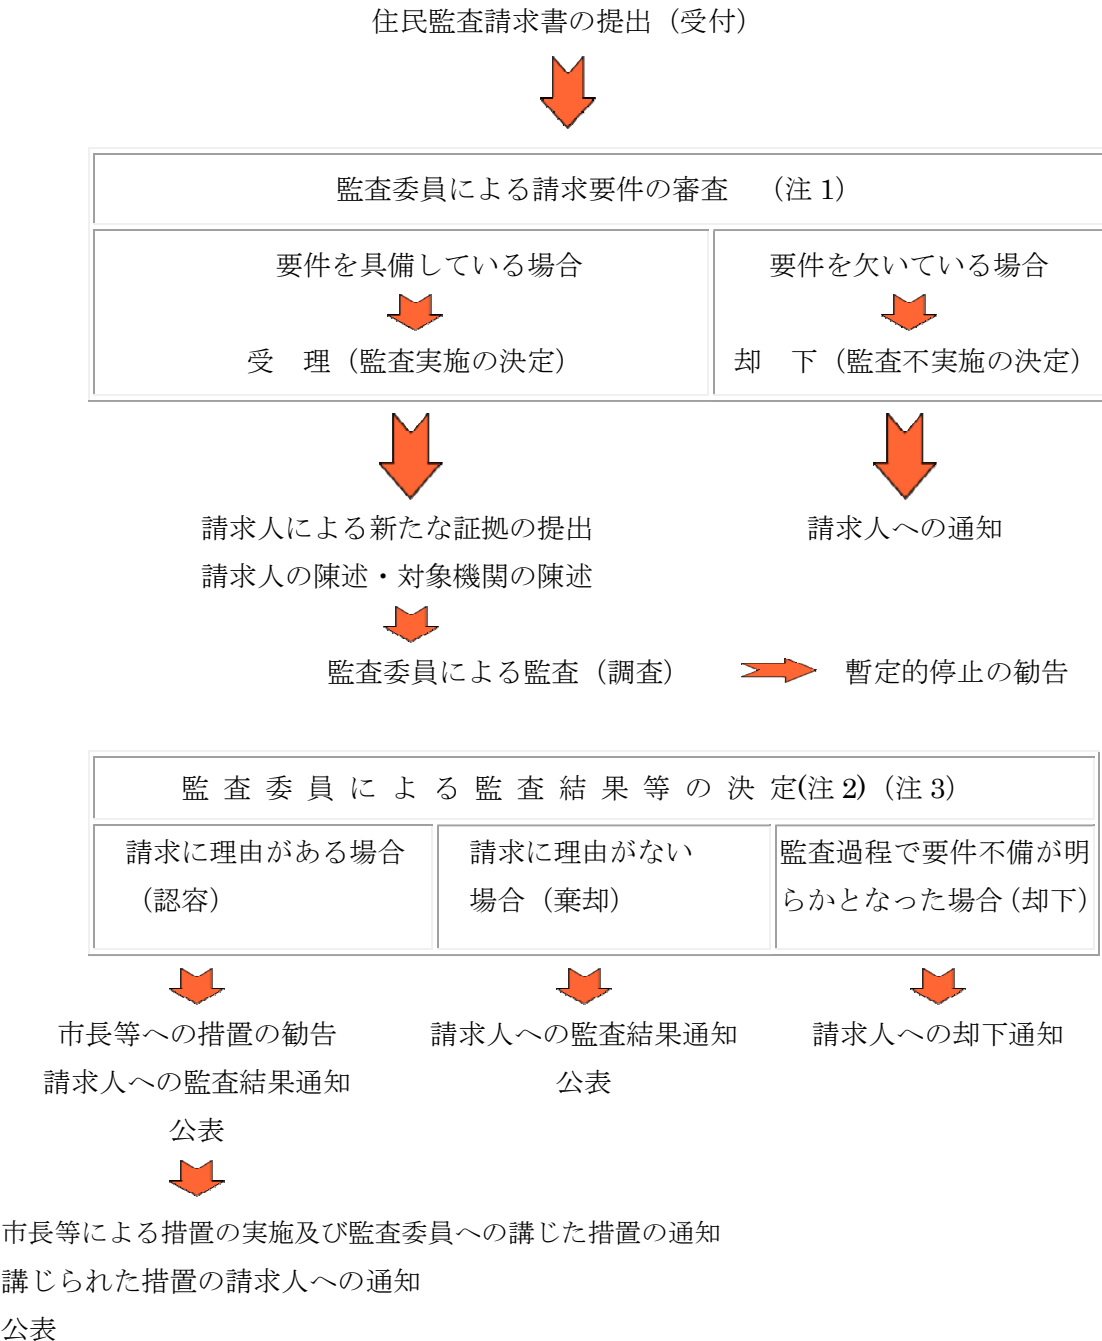 住民監査請求書の提出（受付）
監査委員による請求要件の審査　（注 1）
要件を具備している場合
受　理（監査実施の決定）
要件を欠いている場合
却　下（監査不実施の決定）
請求人による新たな証拠の提出
請求人の陳述・対象機関の陳述
請求人への通知
監査委員による監査（調査）
暫定的停止の勧告
監 査 委 員 に よ る 監 査 結 果 等 の 決 定(注 2)（注 3）
請求に理由がある場合
（認容）
請求に理由がない
場合（棄却）
監査過程で要件不備が明
らかとなった場合（却下）
市長等への措置の勧告
請求人への監査結果通知
公表
請求人への監査結果通知
公表
請求人への却下通知
市長等による措置の実施及び監査委員への講じた措置の通知
講じられた措置の請求人への通知
公表